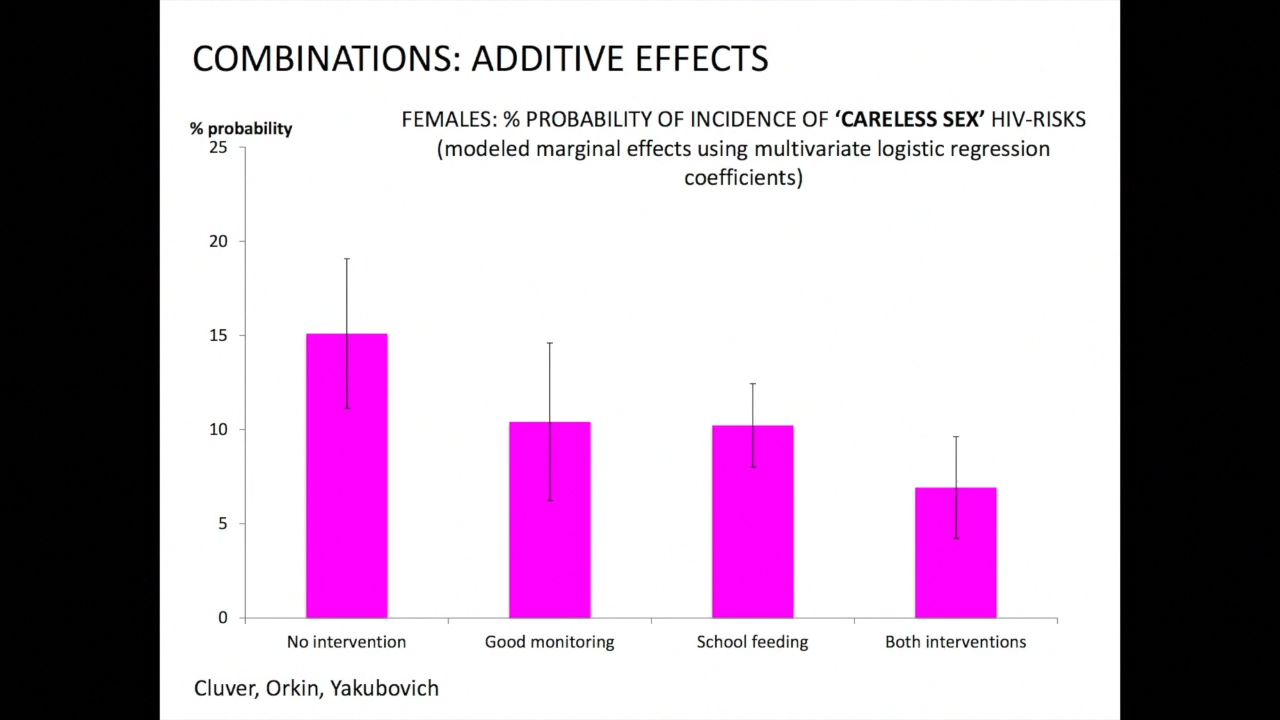 COMBINATIONS: ADDITIVE EFFECTS
FEMALES: % PROBABILITY OF INCIDENCE OF ‘CARELESS SEX’ HIV-RISKS
(modeled marginal effects using multivariate logistic regression
coefficients)
% probability
25
20
15
10
5
0
No intervention
Good monitoring
School feeding
Both interventions
Cluver, Orkin, Yakubovich